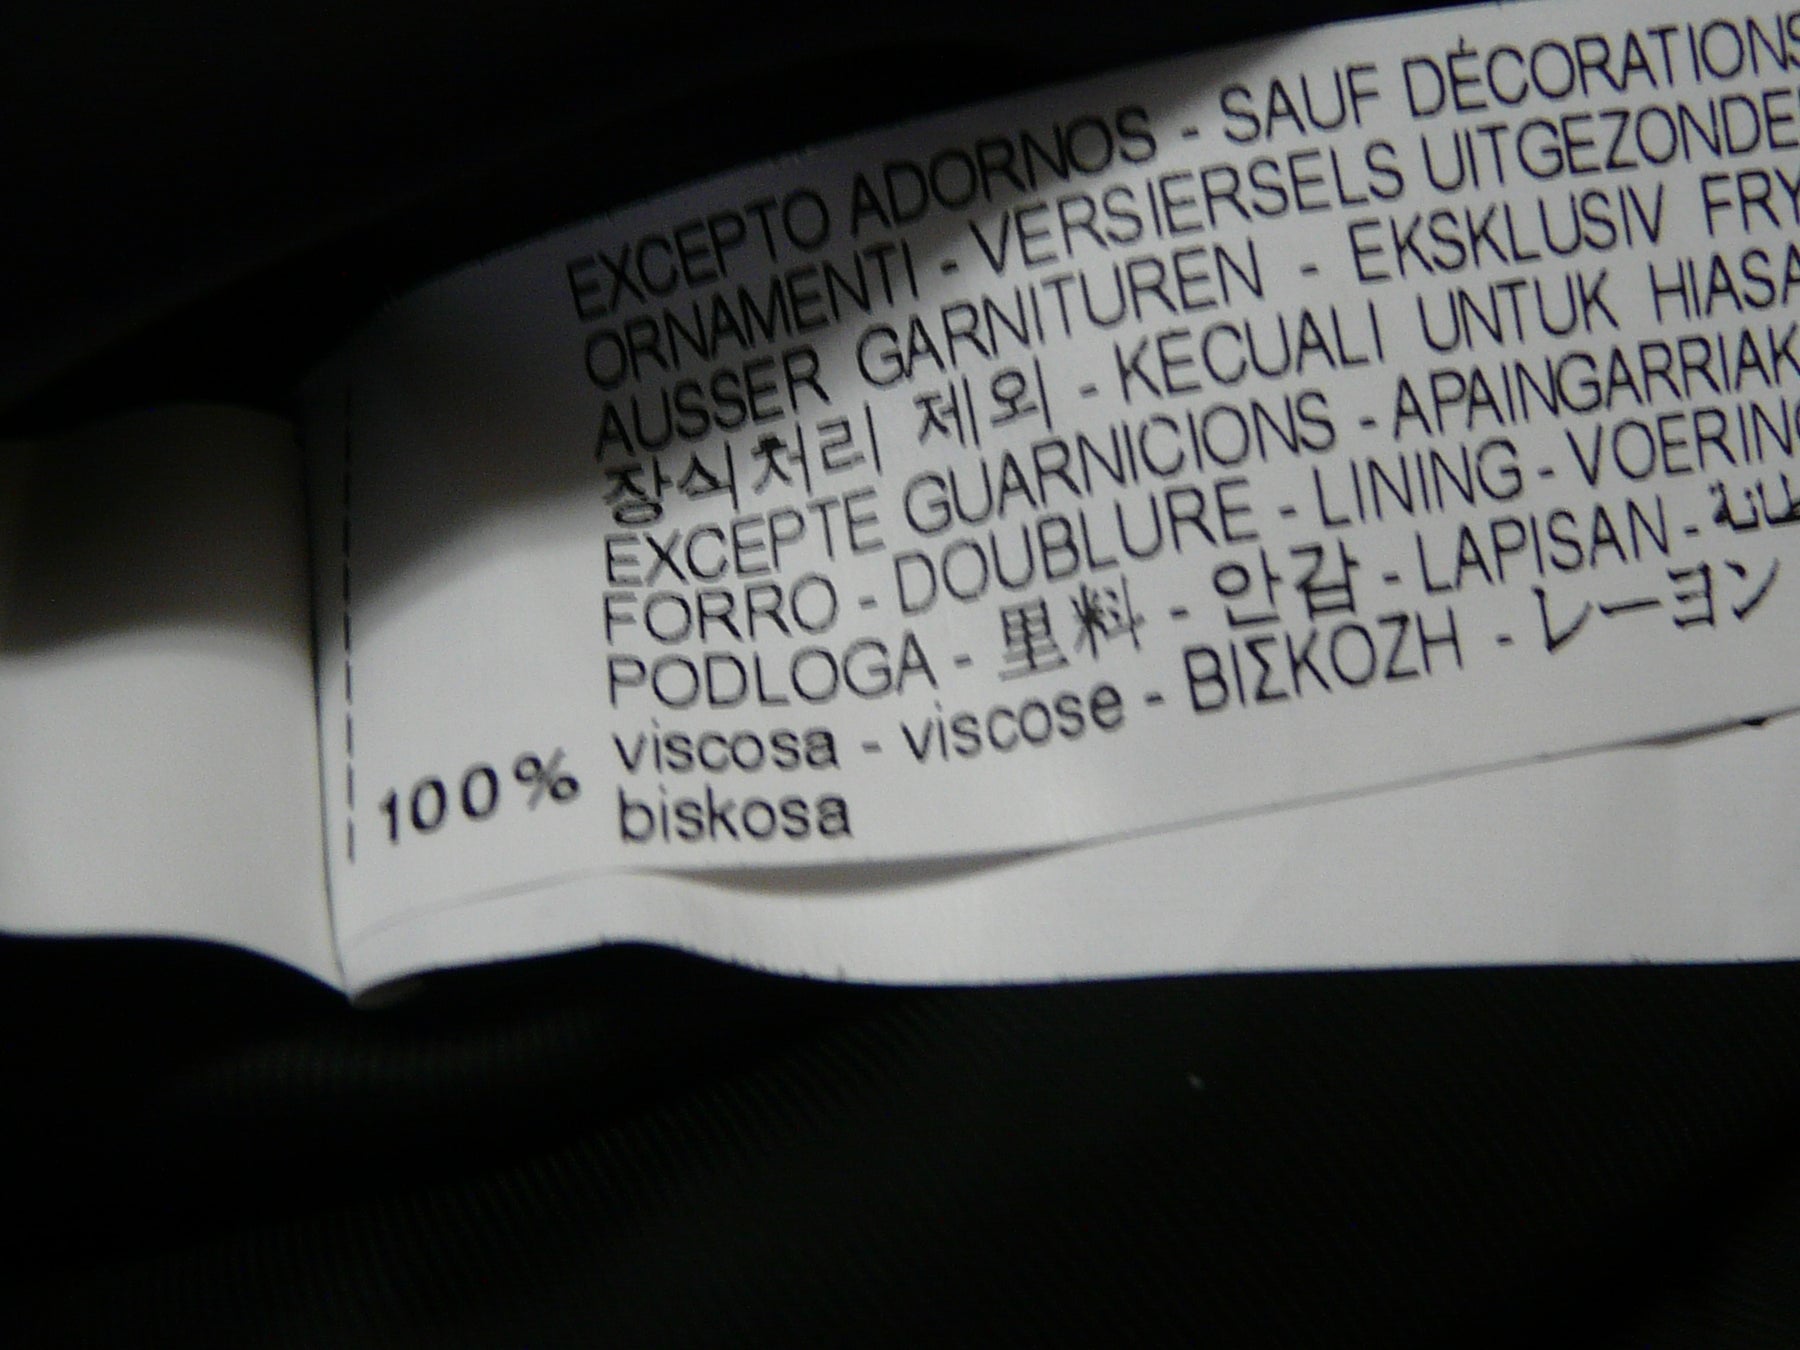 EXCEPTO ADORNOS - SAUF DÉCORATIONS
ORNAMENTI - VERSIERSELS UITGEZONDE
AUSSER GARNITUREN - EKSKLUSIV FRY
장식처리 제외 - KECUALI UNTUK HIASA
EXCEPTE GUARNICIONS - APAINGARRIAK
FORRO - DOUBLURE - LINING - VOERING
PODLOGA - 里料 - 안감 - LAPISAN -
100% viscosa - viscose - ΒΙΣΚΟΖΗ - レーヨン
biskosa